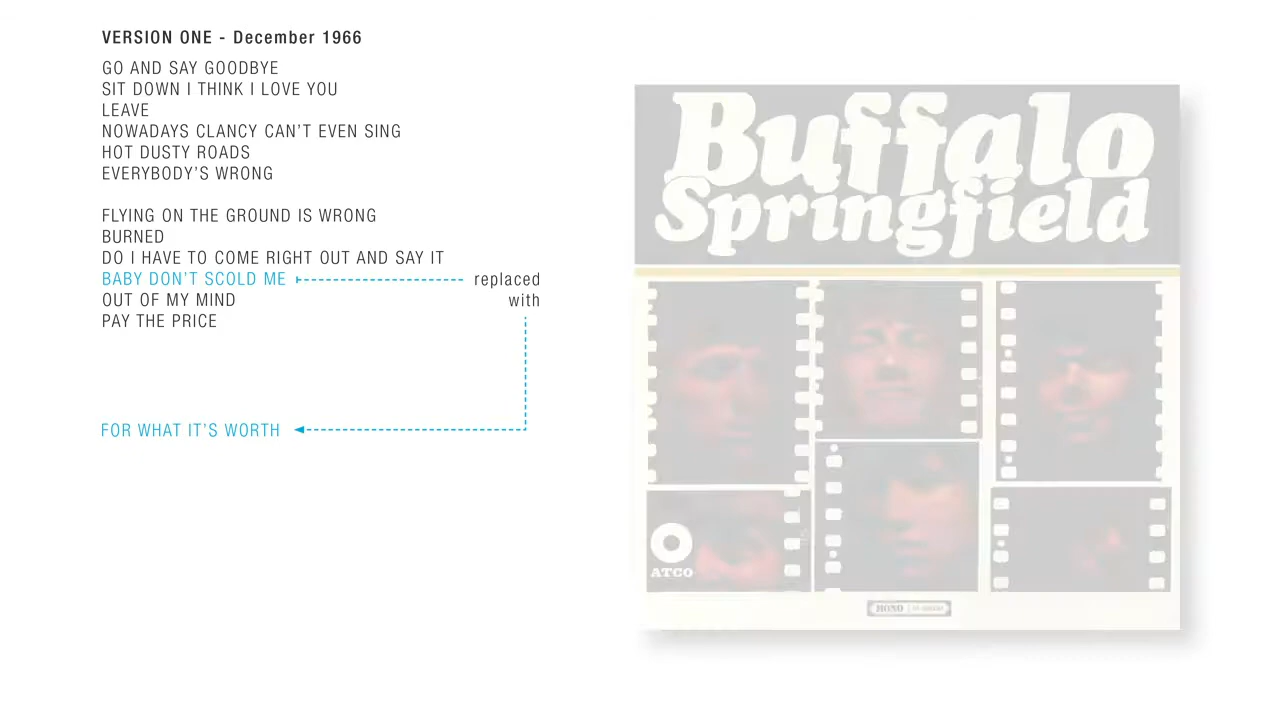 VERSION ONE - December 1966
GO AND SAY GOODBYE
SIT DOWN I THINK I LOVE YOU
LEAVE
NOWADAYS CLANCY CAN'T EVEN SING
HOT DUSTY ROADS
EVERYBODY'S WRONG
FLYING ON THE GROUND IS WRONG
BURNED
DO I HAVE TO COME RIGHT OUT AND SAY IT
BABY DON'T SCOLD ME
replaced
with
OUT OF MY MIND
PAY THE PRICE
FOR WHAT IT'S WORTH
Buffalo
Springfield
ATCO
MONO